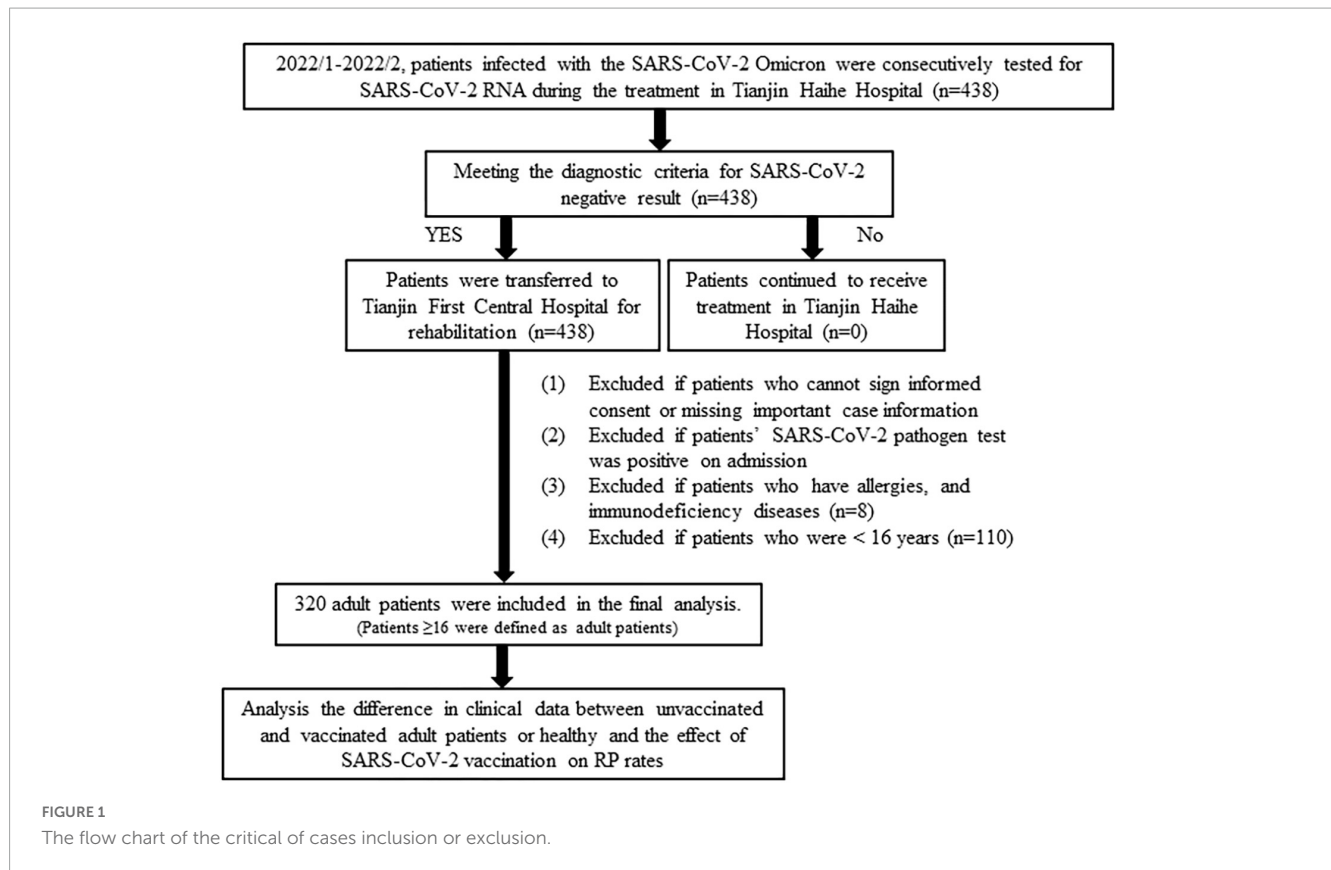 2022/1-2022/2, patients infected with the SARS-CoV-2 Omicron were consecutively tested for
SARS-CoV-2 RNA during the treatment in Tianjin Haihe Hospital (n=438)
Meeting the diagnostic criteria for SARS-CoV-2
negative result (n=438)
YES
No
Patients were transferred to
Tianjin First Central Hospital for
rehabilitation (n=438)
Patients continued to receive
treatment in Tianjin Haihe
Hospital (n=0)
(1) Excluded if patients who cannot sign informed
consent or missing important case information
(2) Excluded if patients' SARS-CoV-2 pathogen test
was positive on admission
(3) Excluded if patients who have allergies, and
immunodeficiency diseases (n=8)
(4) Excluded if patients who were < 16 years (n=110)
320 adult patients were included in the final analysis.
(Patients ≥16 were defined as adult patients)
Analysis the difference in clinical data between unvaccinated
and vaccinated adult patients or healthy and the effect of
SARS-CoV-2 vaccination on RP rates
FIGURE 1
The flow chart of the critical of cases inclusion or exclusion.